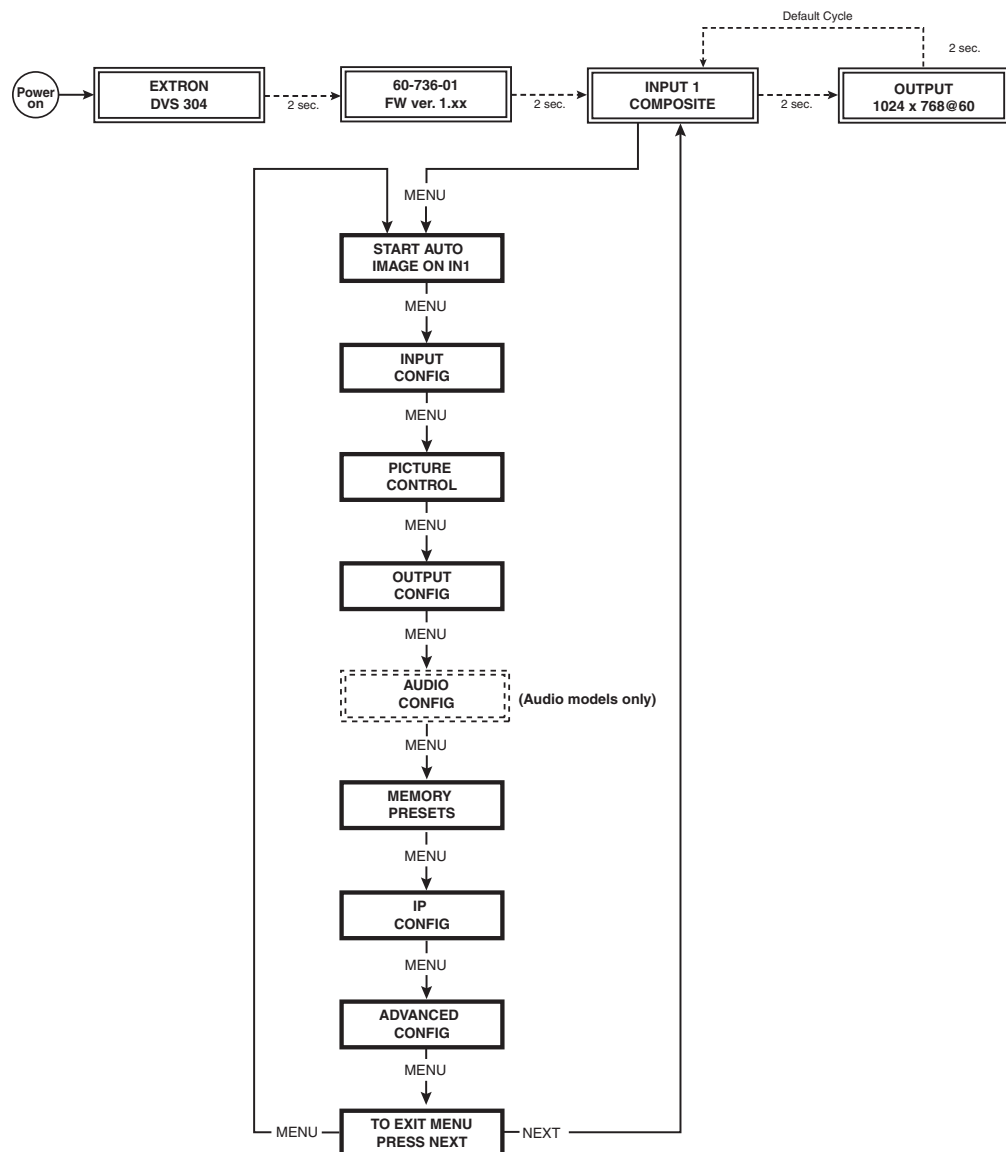 Default Cycle
2 sec.
Power
on
EXTRON
DVS 304
2 sec.
60-736-01
FW ver. 1.xx
2 sec.
INPUT 1
COMPOSITE
2 sec.
OUTPUT
1024 x 768@60
MENU
START AUTO
IMAGE ON IN1
MENU
INPUT
CONFIG
MENU
PICTURE
CONTROL
MENU
OUTPUT
CONFIG
MENU
AUDIO
CONFIG
(Audio models only)
MENU
MEMORY
PRESETS
MENU
IP
CONFIG
MENU
ADVANCED
CONFIG
MENU
MENU
TO EXIT MENU
PRESS NEXT
NEXT